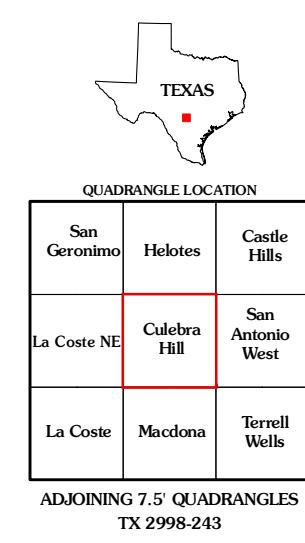 TEXAS
QUADRANGLE LOCATION
San
Geronimo
Helotes
Castle
Hills
La Coste NE
Culebra
Hill
San
Antonio
West
La Coste
Macdona
Terrell
Wells
ADJOINING 7.5' QUADRANGLES
TX 2998-243